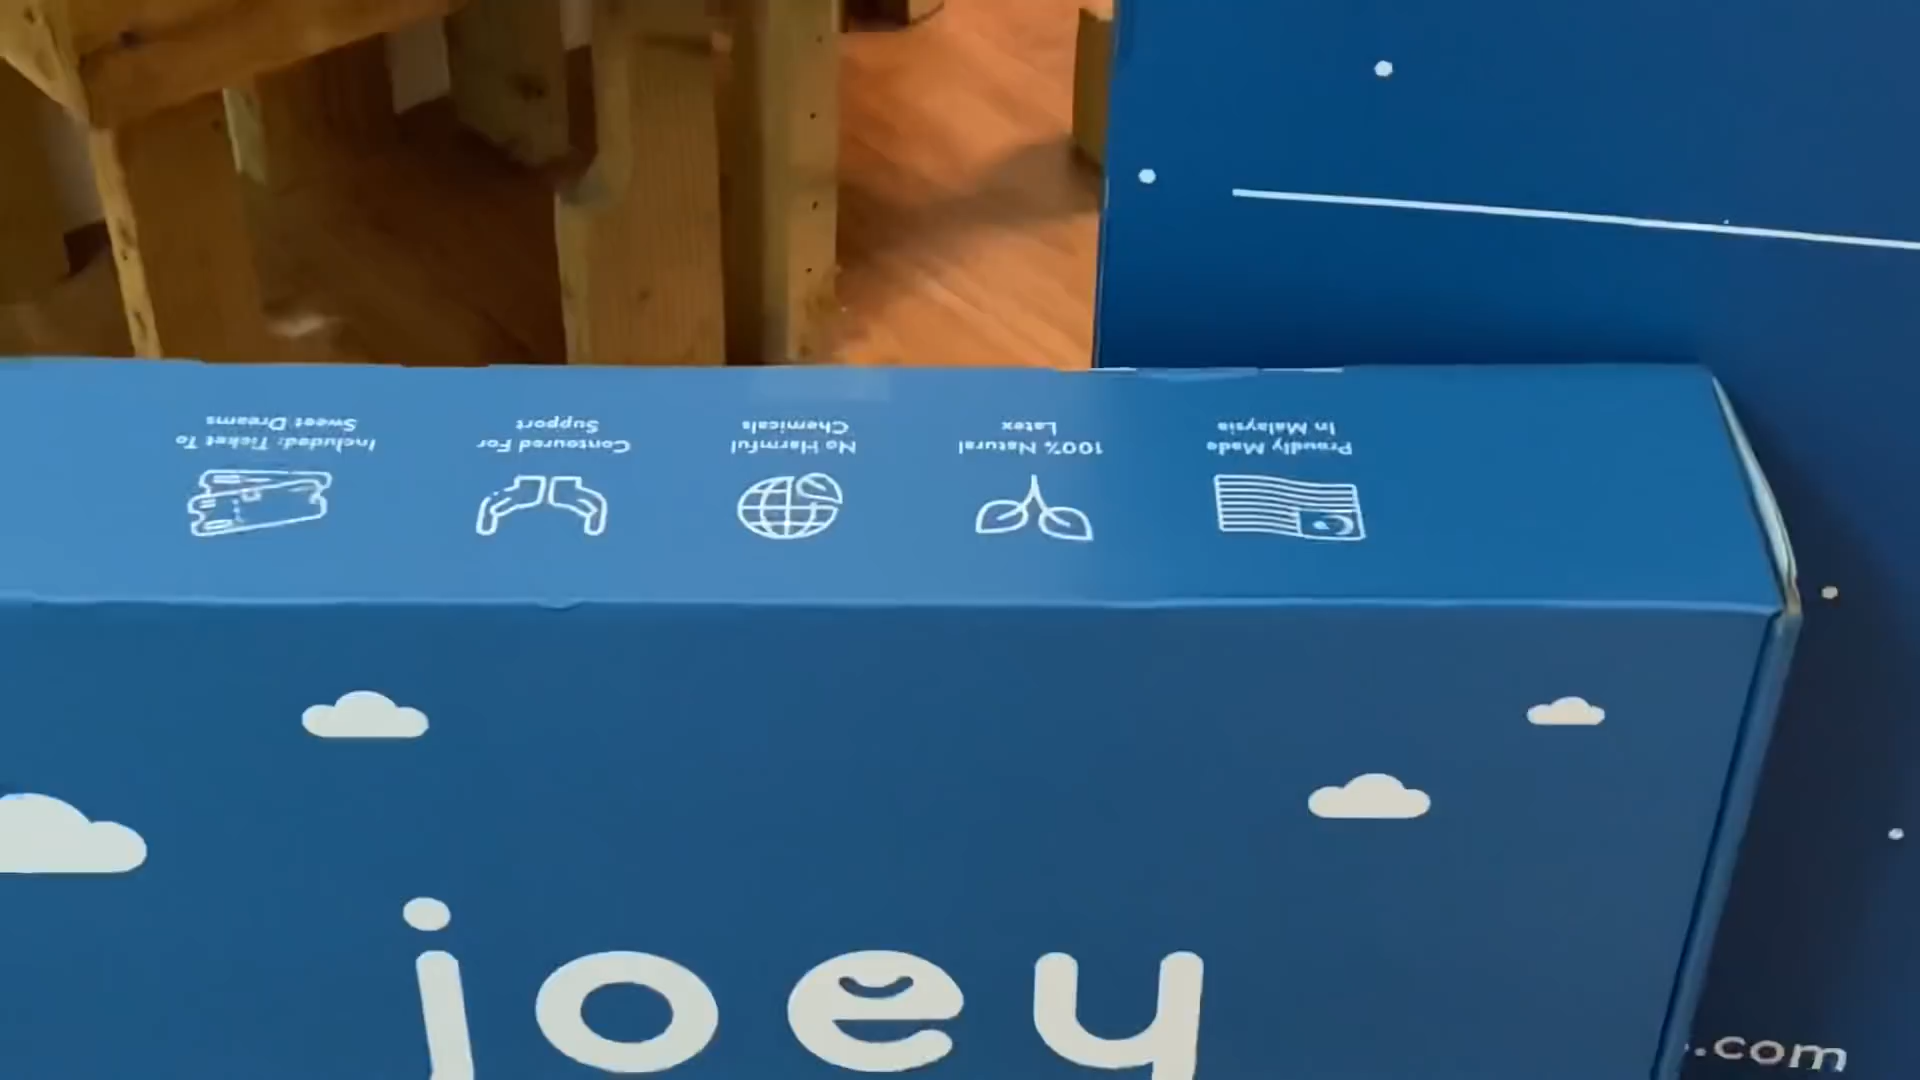 Proudly Made
In Malaysia
100% Natural
Latex
No Harmful
Chemicals
Contoured For
Support
Included: Ticket To
Sweet Dreams
joey
.com